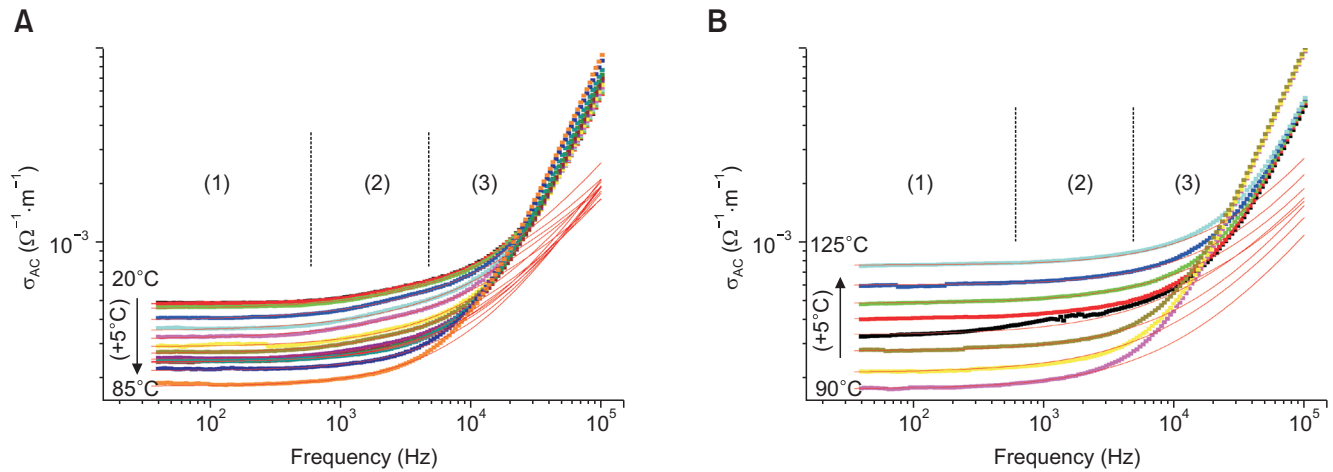 A
σAC (Ω⁻¹·m⁻¹)
10⁻³
(1)
(2)
(3)
20°C
(+5°C)
85°C
10²
10³
10⁴
10⁵
Frequency (Hz)
B
σAC (Ω⁻¹·m⁻¹)
10⁻³
(1)
(2)
(3)
125°C
(+5°C)
90°C
10²
10³
10⁴
10⁵
Frequency (Hz)